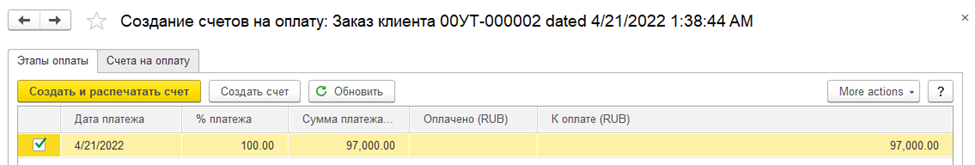 Создание счетов на оплату: Заказ клиента 00УТ-000002 dated 4/21/2022 1:38:44 AM
Этапы оплаты Счета на оплату
Создать и распечатать счет Создать счет Обновить More actions ?
Дата платежа % платежа Сумма платежа... Оплачено (RUB) К оплате (RUB)
4/21/2022 100.00 97,000.00 97,000.00